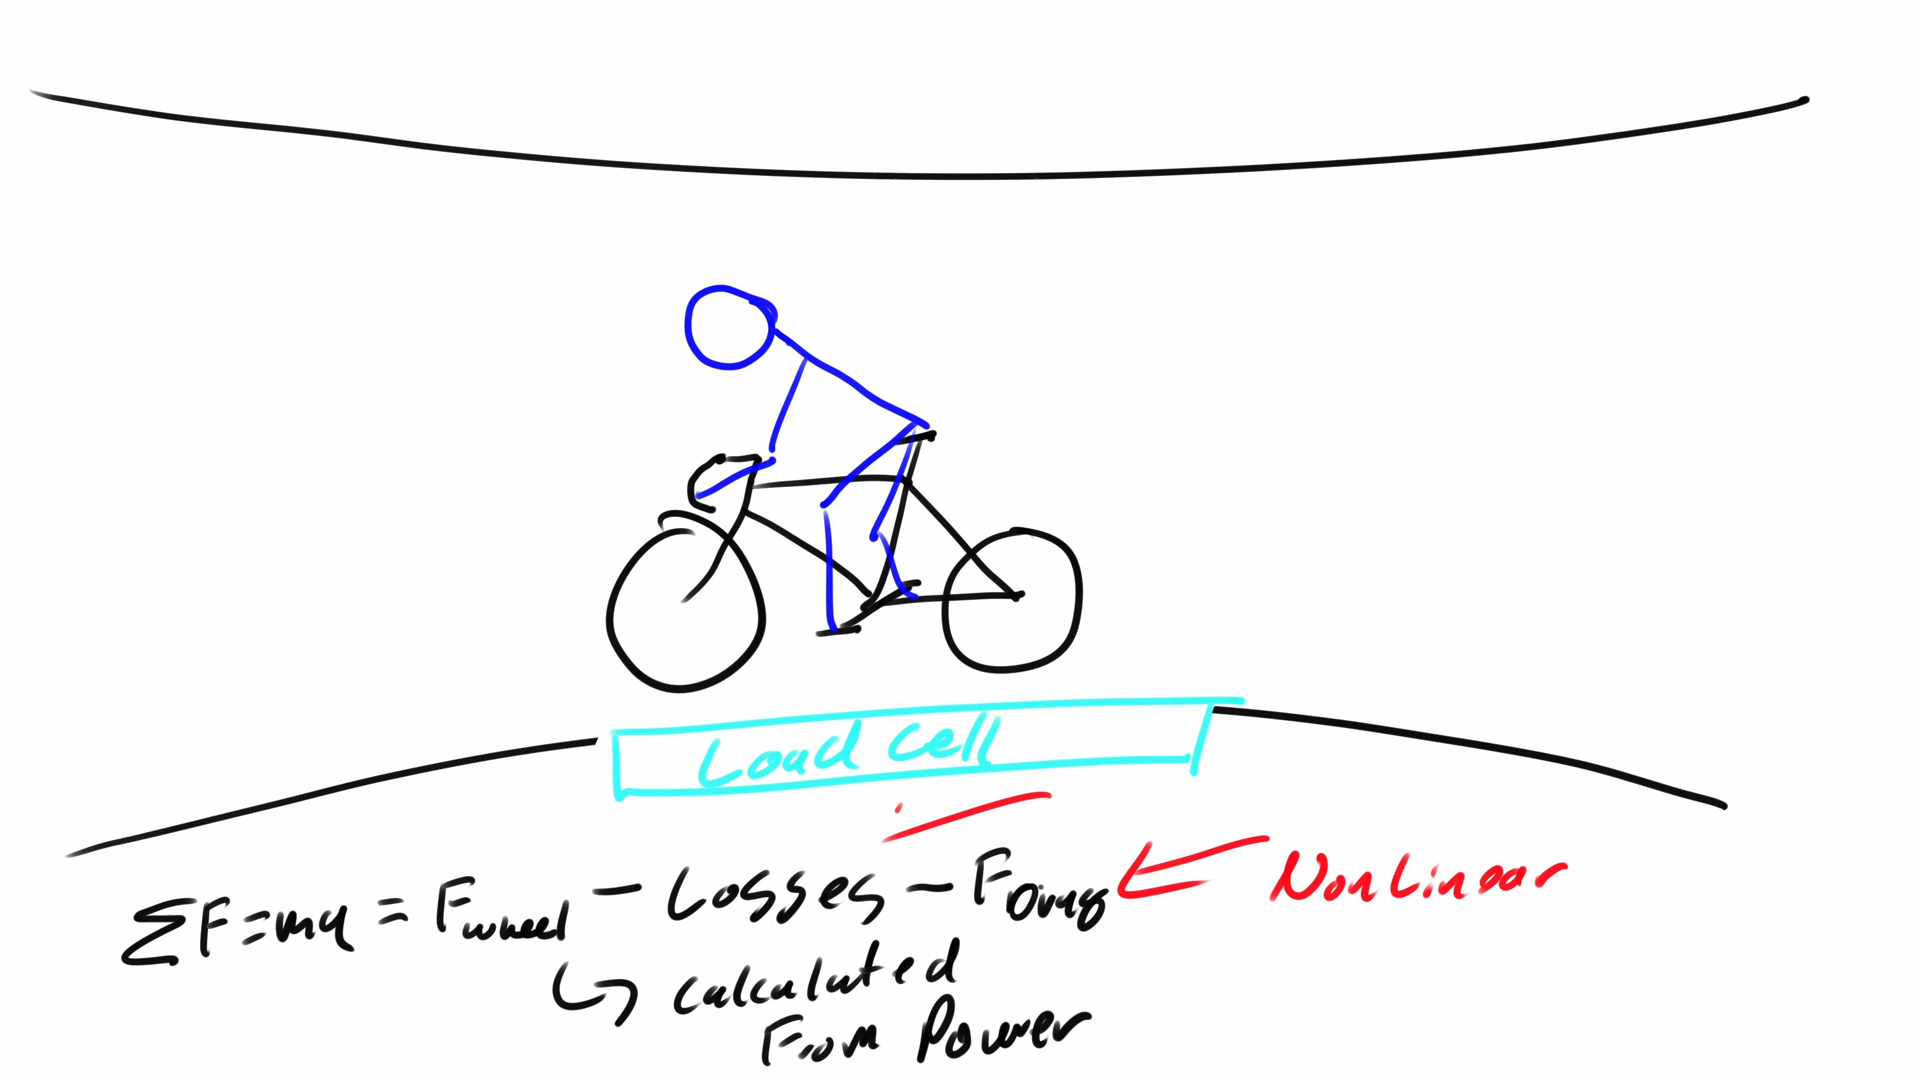 Load Cell
ΣF=ma = Fwheel - Losses - FDrag ← NonLinear
↳ calculated
From Power